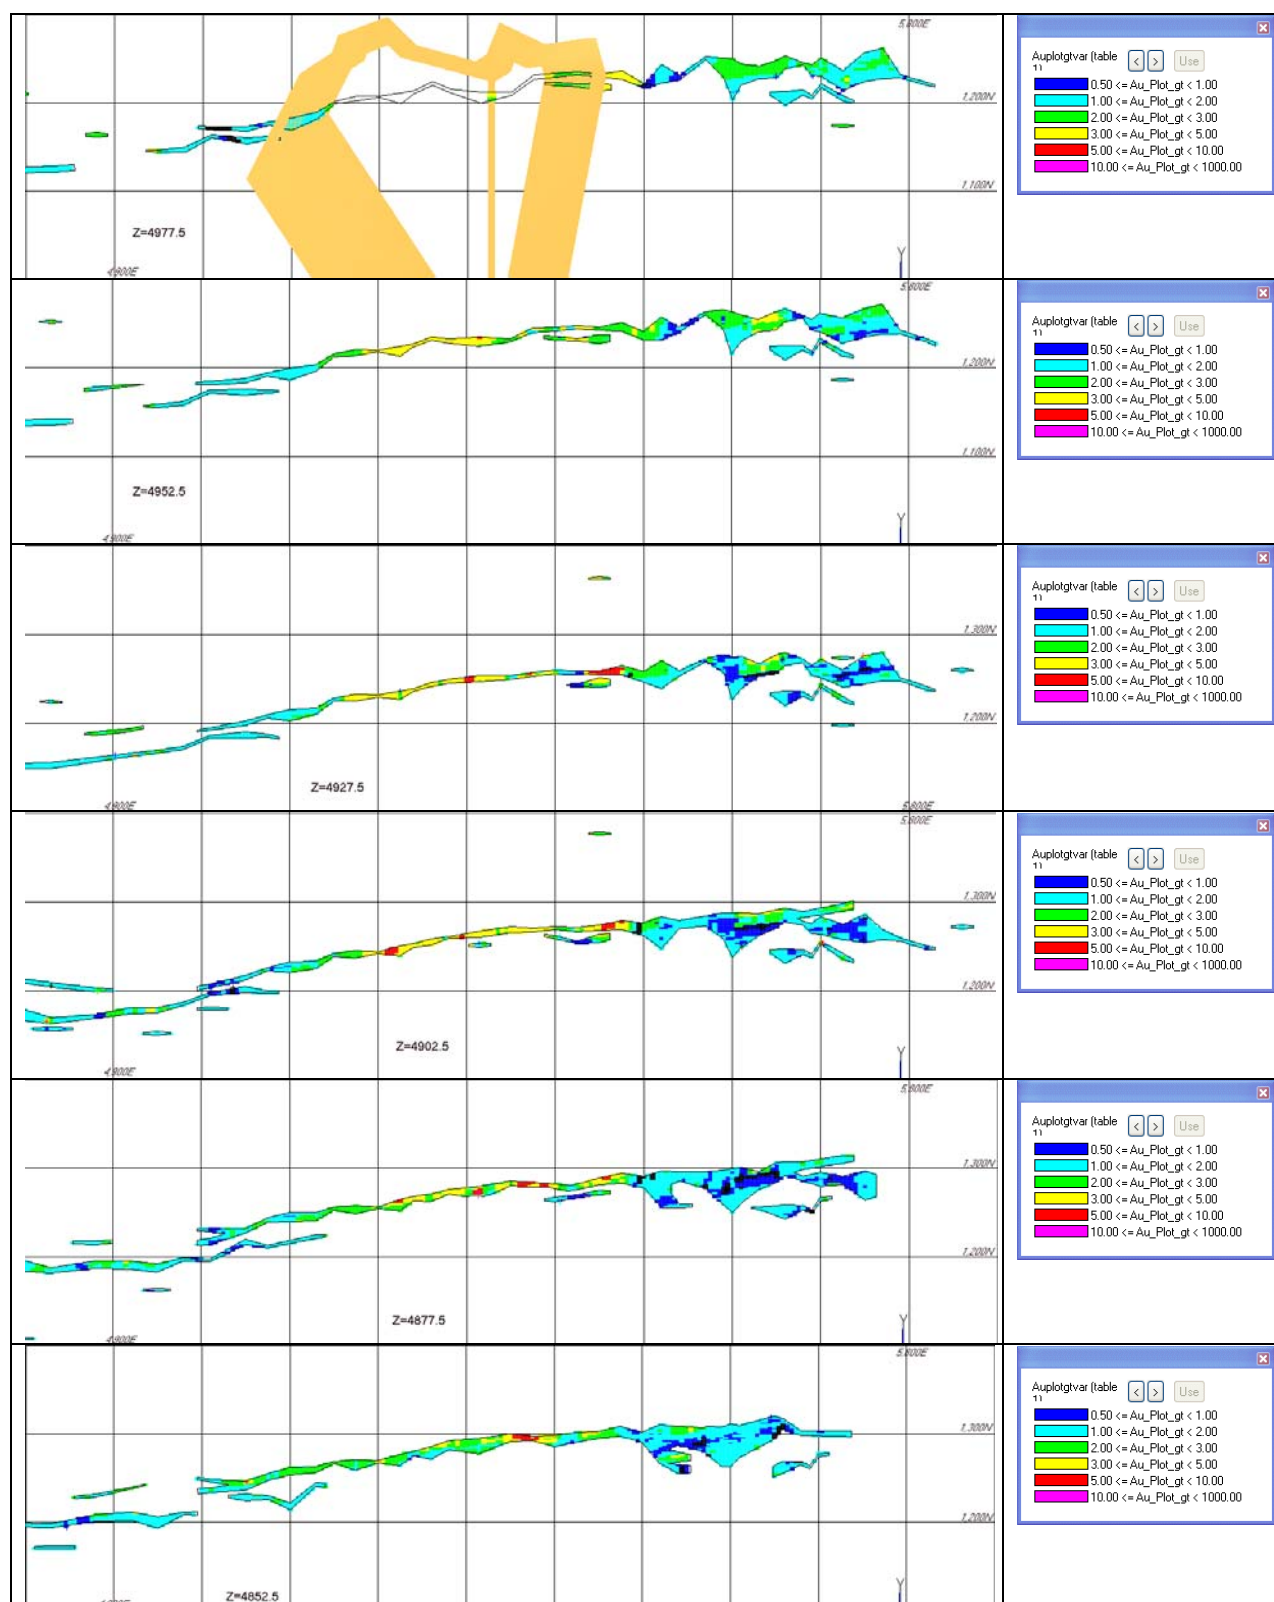 5,800E
1,200N
1,100N
Z=4977.5
4,900E
Y
Auplotgtvar (table
1)
< > Use
0.50 <= Au_Plot_gt < 1.00
1.00 <= Au_Plot_gt < 2.00
2.00 <= Au_Plot_gt < 3.00
3.00 <= Au_Plot_gt < 5.00
5.00 <= Au_Plot_gt < 10.00
10.00 <= Au_Plot_gt < 1000.00
5,800E
1,200N
1,100N
Z=4952.5
4,900E
Y
Auplotgtvar (table
1)
< > Use
0.50 <= Au_Plot_gt < 1.00
1.00 <= Au_Plot_gt < 2.00
2.00 <= Au_Plot_gt < 3.00
3.00 <= Au_Plot_gt < 5.00
5.00 <= Au_Plot_gt < 10.00
10.00 <= Au_Plot_gt < 1000.00
1,300N
1,200N
Z=4927.5
4,900E
5,800E
Auplotgtvar (table
1)
< > Use
0.50 <= Au_Plot_gt < 1.00
1.00 <= Au_Plot_gt < 2.00
2.00 <= Au_Plot_gt < 3.00
3.00 <= Au_Plot_gt < 5.00
5.00 <= Au_Plot_gt < 10.00
10.00 <= Au_Plot_gt < 1000.00
5,800E
1,300N
1,200N
Z=4902.5
4,900E
Y
Auplotgtvar (table
1)
< > Use
0.50 <= Au_Plot_gt < 1.00
1.00 <= Au_Plot_gt < 2.00
2.00 <= Au_Plot_gt < 3.00
3.00 <= Au_Plot_gt < 5.00
5.00 <= Au_Plot_gt < 10.00
10.00 <= Au_Plot_gt < 1000.00
5,800E
1,300N
1,200N
Z=4877.5
4,900E
Y
Auplotgtvar (table
1)
< > Use
0.50 <= Au_Plot_gt < 1.00
1.00 <= Au_Plot_gt < 2.00
2.00 <= Au_Plot_gt < 3.00
3.00 <= Au_Plot_gt < 5.00
5.00 <= Au_Plot_gt < 10.00
10.00 <= Au_Plot_gt < 1000.00
5,800E
1,300N
1,200N
Z=4852.5
Y
Auplotgtvar (table
1)
< > Use
0.50 <= Au_Plot_gt < 1.00
1.00 <= Au_Plot_gt < 2.00
2.00 <= Au_Plot_gt < 3.00
3.00 <= Au_Plot_gt < 5.00
5.00 <= Au_Plot_gt < 10.00
10.00 <= Au_Plot_gt < 1000.00